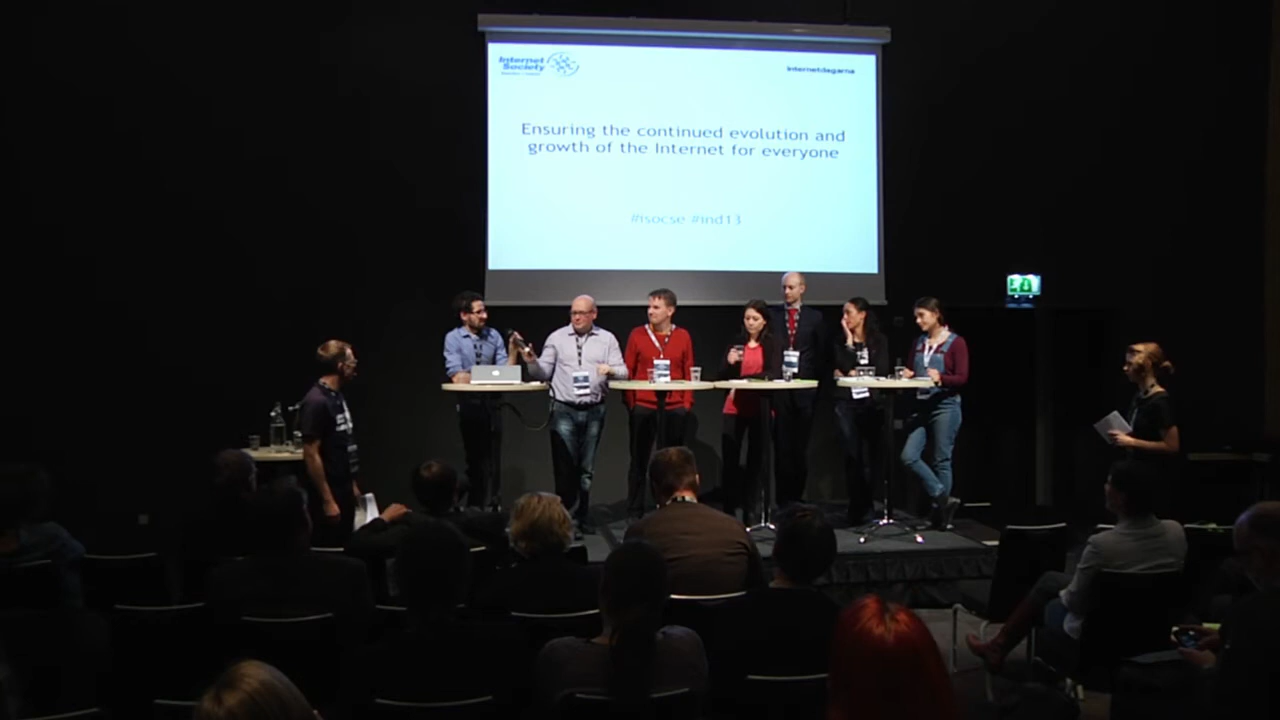 Internet
Society
internetdagarna
Ensuring the continued evolution and
growth of the Internet for everyone
#isocse #ind13